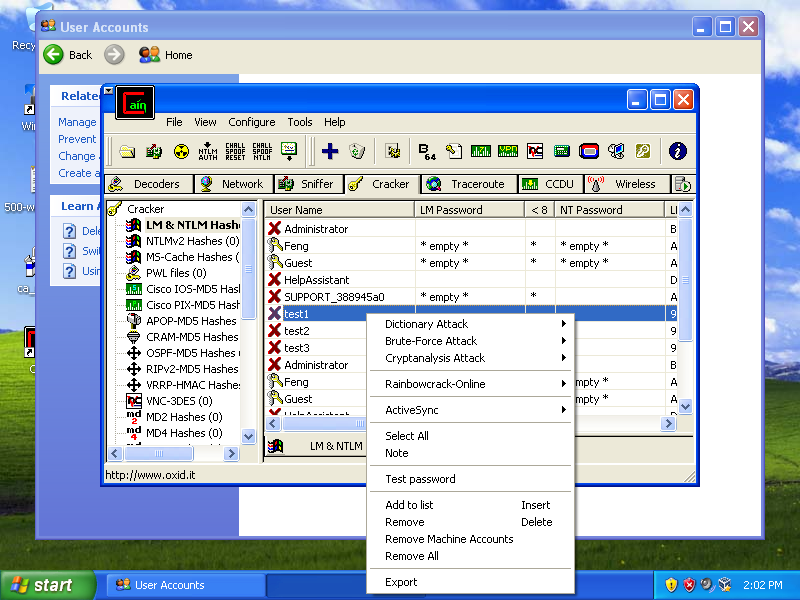 User Accounts
Recy
Back
Home
Relate
Manage
Prevent
Change
Create a
Learn A
Dele
Swi
Usin
Win
500-w
ca_
C
Cain
File View Configure Tools Help
NTLM AUTH
CHALL SPOOF RESET
CHALL SPOOF NTLM
B64
Decoders Network Sniffer Cracker Traceroute CCDU Wireless
Cracker
LM & NTLM Hashe
NTLMv2 Hashes (0)
MS-Cache Hashes (
PWL files (0)
Cisco IOS-MD5 Hash
Cisco PIX-MD5 Hash
APOP-MD5 Hashes
CRAM-MD5 Hashes
OSPF-MD5 Hashes
RIPv2-MD5 Hashes
VRRP-HMAC Hashe
VNC-3DES (0)
MD2 Hashes (0)
MD4 Hashes (0)
User Name LM Password < 8 NT Password L
Administrator B
Feng * empty * * * empty * A
Guest * empty * * * empty * A
HelpAssistant D
SUPPORT_388945a0 * empty * * A
test1 9
test2 9
test3 9
Administrator B
Feng mpty * A
Guest mpty * A
HelpAssistant
LM & NTLM
http://www.oxid.it
Dictionary Attack
Brute-Force Attack
Cryptanalysis Attack
Rainbowcrack-Online
ActiveSync
Select All
Note
Test password
Add to list Insert
Remove Delete
Remove Machine Accounts
Remove All
Export
start
User Accounts
2:02 PM